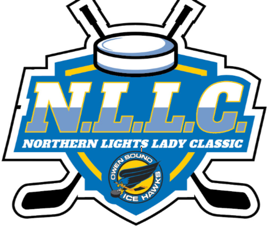 N.L.L.C.
NORTHERN LIGHTS LADY CLASSIC
OWEN SOUND
ICE HAWKS